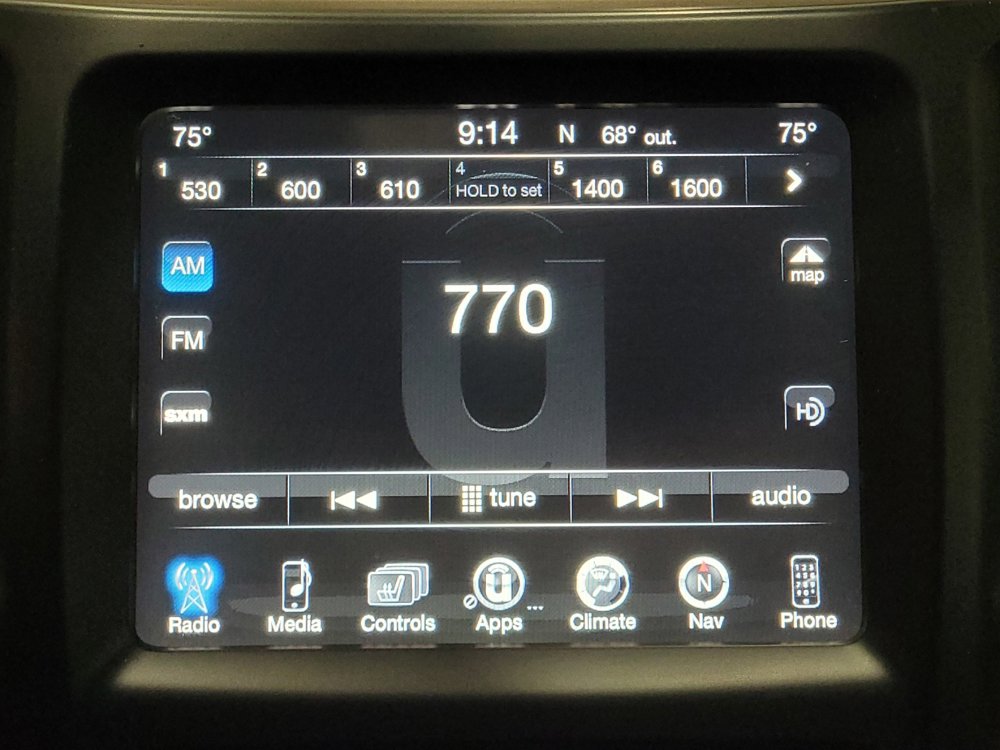 75° 9:14 N 68° out. 75°
1 530 2 600 3 610 4 HOLD to set 5 1400 6 1600
AM
map
770
FM
sxm
HD
browse tune audio
Radio Media Controls Apps Climate Nav Phone